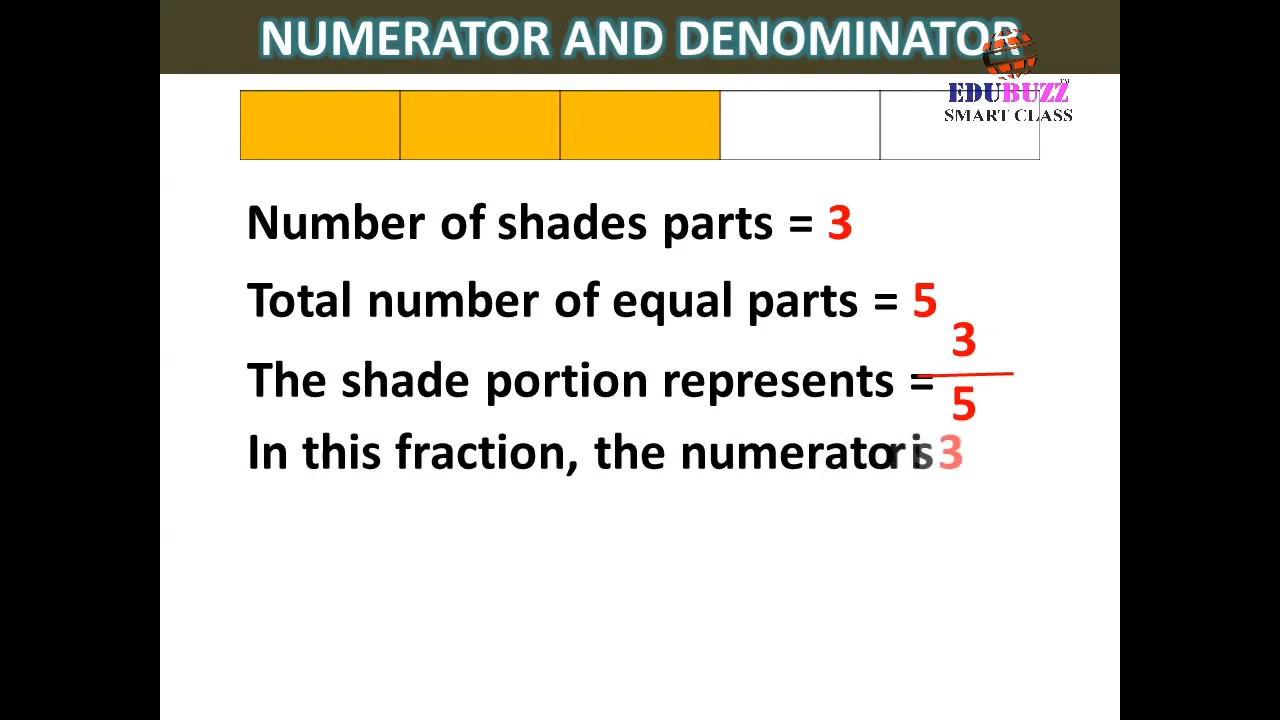 NUMERATOR AND DENOMINATOR
EDUBUZZ™
SMART CLASS
Number of shades parts = 3
Total number of equal parts = 5
The shade portion represents = 3/5
In this fraction, the numerator is 3